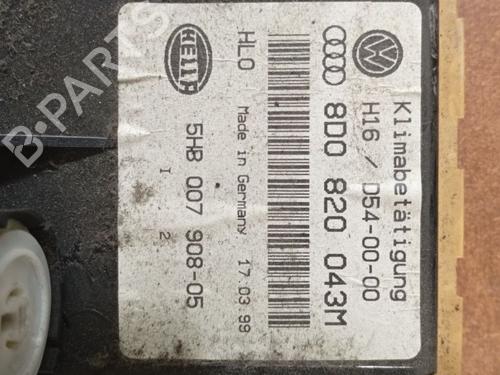 Klimabetätigung
H16 / D54-00-00
8D0 820 043M
HLO Made in Germany 17.03.99
HELLA 5HB 007 908-05
I 2
B-PARTS